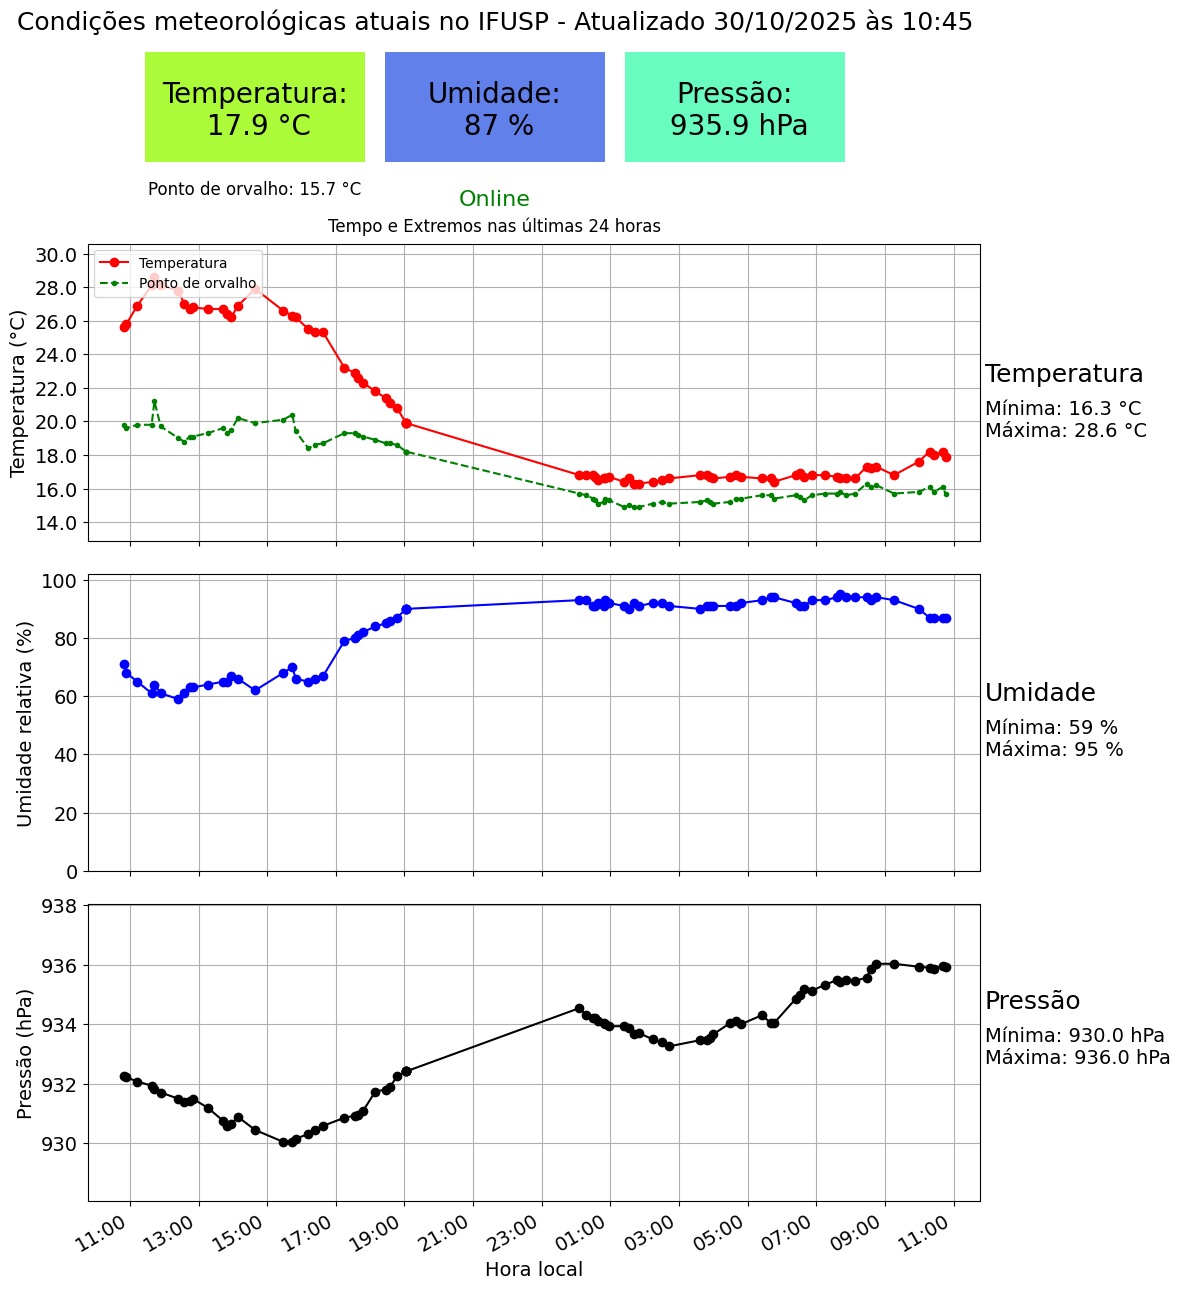 Condições meteorológicas atuais no IFUSP - Atualizado 30/10/2025 às 10:45
Temperatura:
17.9 °C
Umidade:
87 %
Pressão:
935.9 hPa
Ponto de orvalho: 15.7 °C
Online
Tempo e Extremos nas últimas 24 horas
Temperatura
Ponto de orvalho
Temperatura (°C)
30.0
28.0
26.0
24.0
22.0
20.0
18.0
16.0
14.0
Temperatura
Mínima: 16.3 °C
Máxima: 28.6 °C
Umidade relativa (%)
100
80
60
40
20
0
Umidade
Mínima: 59 %
Máxima: 95 %
Pressão (hPa)
938
936
934
932
930
Pressão
Mínima: 930.0 hPa
Máxima: 936.0 hPa
11:00 13:00 15:00 17:00 19:00 21:00 23:00 01:00 03:00 05:00 07:00 09:00 11:00
Hora local